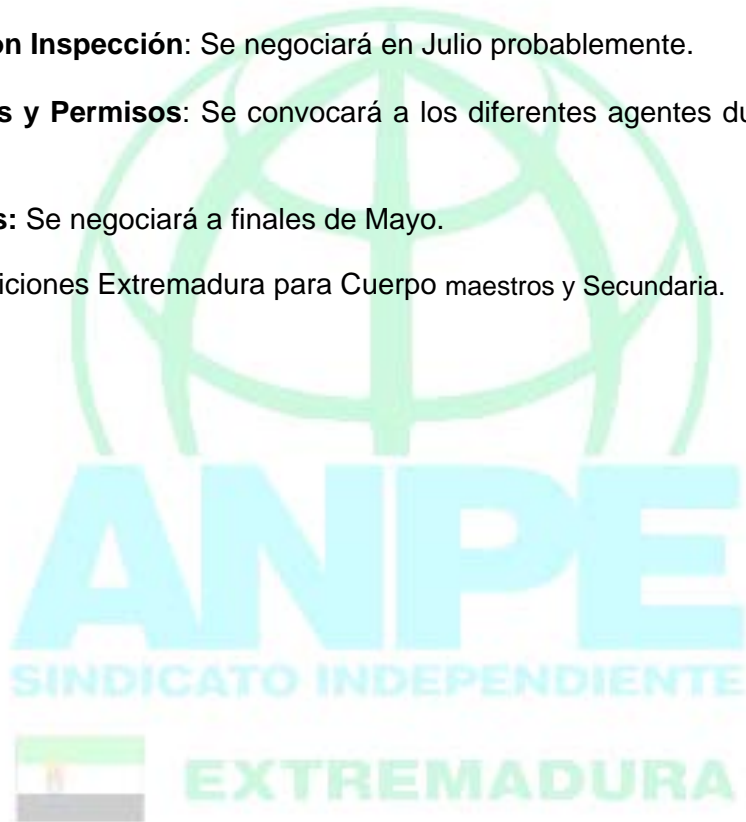 on Inspección: Se negociará en Julio probablemente.
s y Permisos: Se convocará a los diferentes agentes du
s: Se negociará a finales de Mayo.
iciones Extremadura para Cuerpo maestros y Secundaria.
ANPE
SINDICATO INDEPENDIENTE
EXTREMADURA